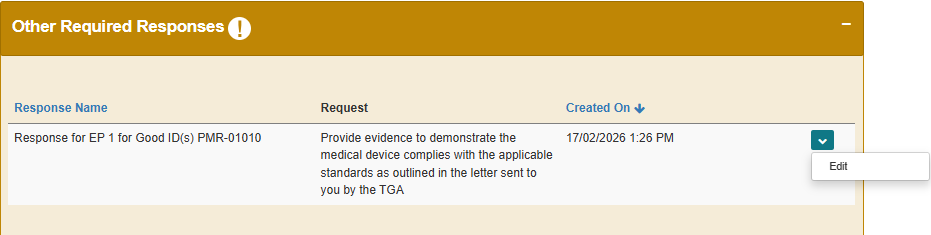 Other Required Responses !
Response Name Request Created On
Response for EP 1 for Good ID(s) PMR-01010 Provide evidence to demonstrate the 17/02/2026 1:26 PM
medical device complies with the applicable
Edit
standards as outlined in the letter sent to
you by the TGA